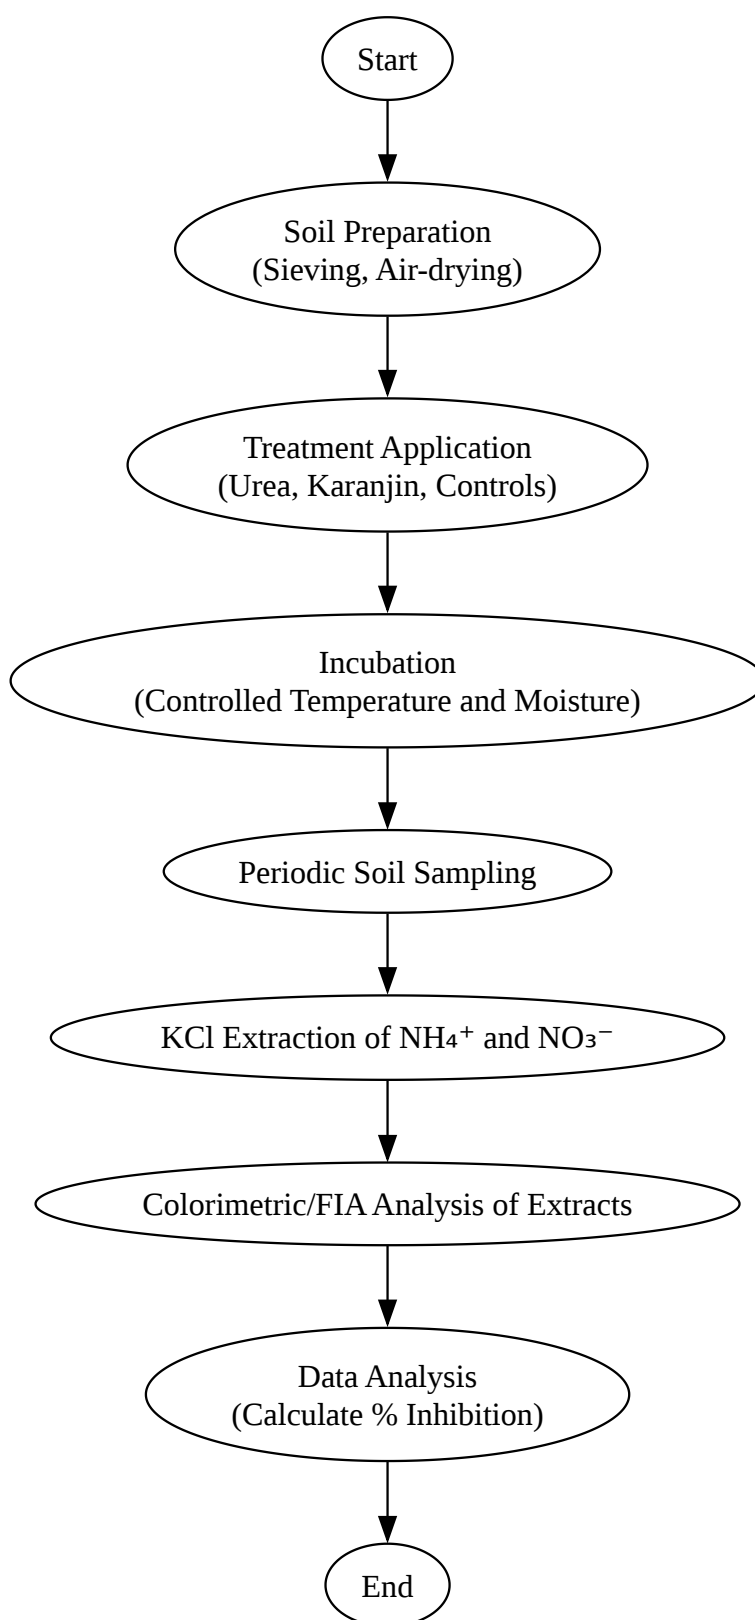 Start
Soil Preparation
(Sieving, Air-drying)
Treatment Application
(Urea, Karanjin, Controls)
Incubation
(Controlled Temperature and Moisture)
Periodic Soil Sampling
KCl Extraction of NH₄⁺ and NO₃⁻
Colorimetric/FIA Analysis of Extracts
Data Analysis
(Calculate % Inhibition)
End